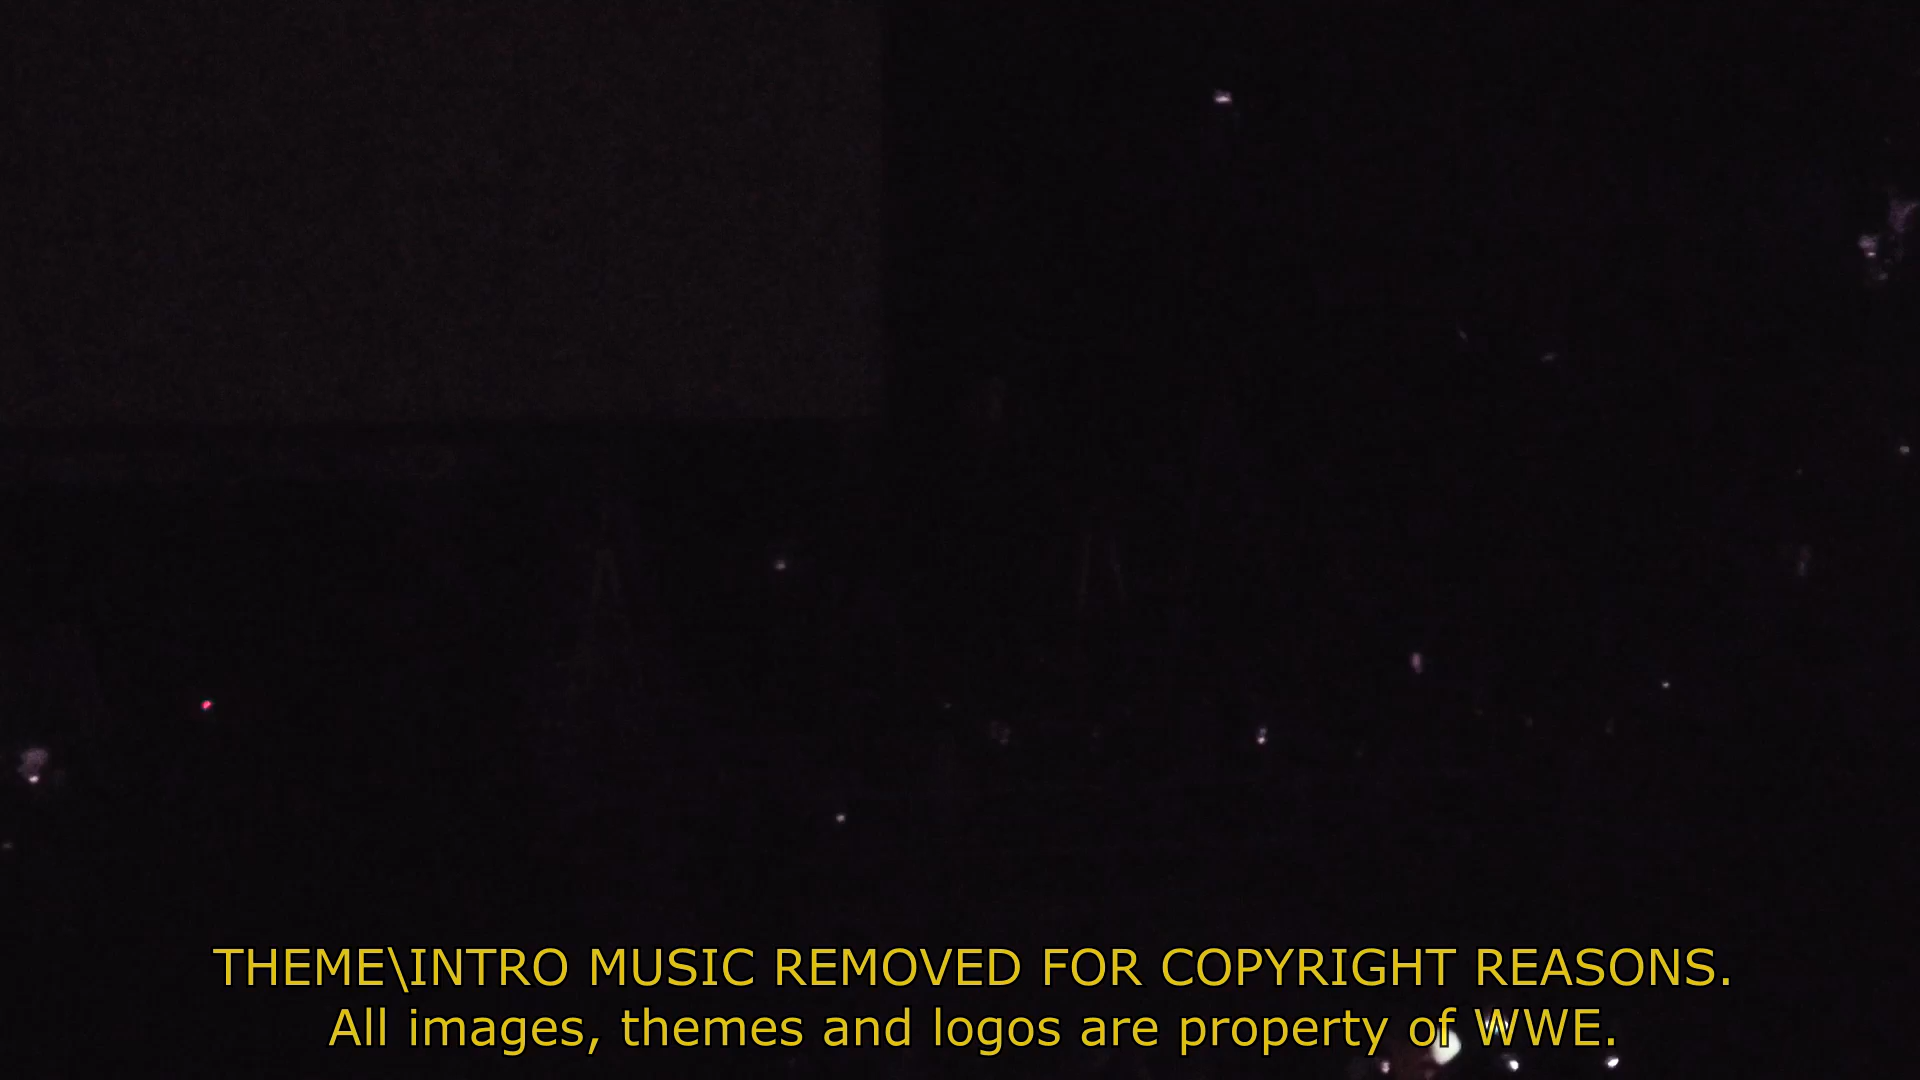 THEME\INTRO MUSIC REMOVED FOR COPYRIGHT REASONS.
All images, themes and logos are property of WWE.